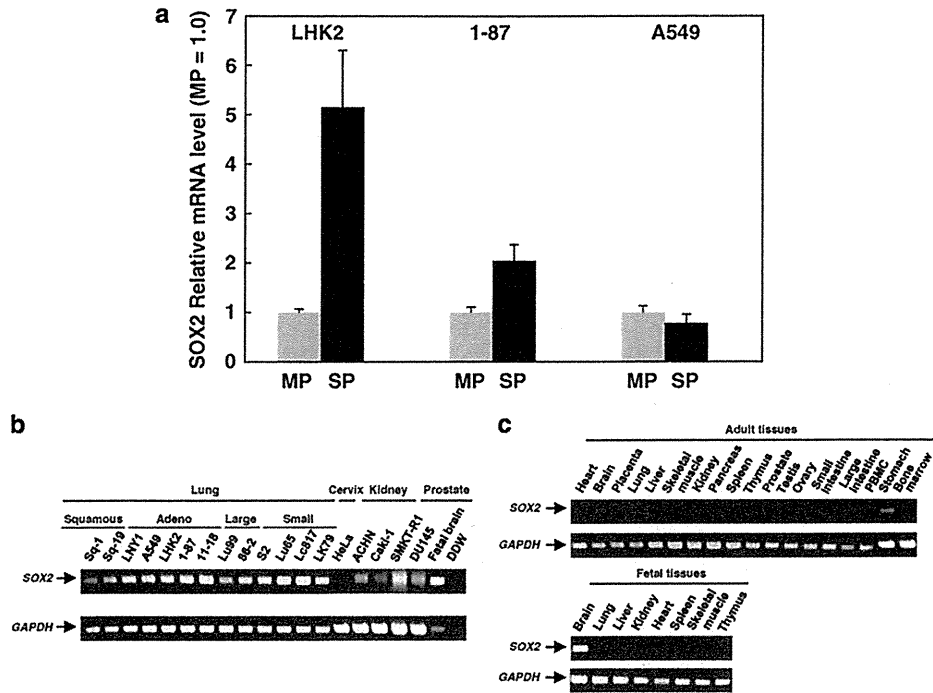 a
SOX2 Relative mRNA level (MP = 1.0)
7
6
5
4
3
2
1
0
LHK2
1-87
A549
MP SP
MP SP
MP SP
b
Lung
Cervix Kidney Prostate
Squamous Adeno Large Small
Sq-1
Sq-19
LNY1
A549
LHK2
1-87
11-18
Lu99
86-2
S2
Lu65
Lc817
LK79
HeLa
ACHN
Caki-1
SMKT-R1
DU145
Fatal brain
DDW
SOX2
GAPDH
c
Adult tissues
Heart
Brain
Placenta
Lung
Liver
Skeletal muscle
Kidney
Pancreas
Spleen
Thymus
Prostate
Testis
Ovary
Small Intestine
Large Intestine
PBMC
Stomach
Bone marrow
SOX2
GAPDH
Fetal tissues
Brain
Lung
Liver
Kidney
Heart
Spleen
Skeletal muscle
Thymus
SOX2
GAPDH